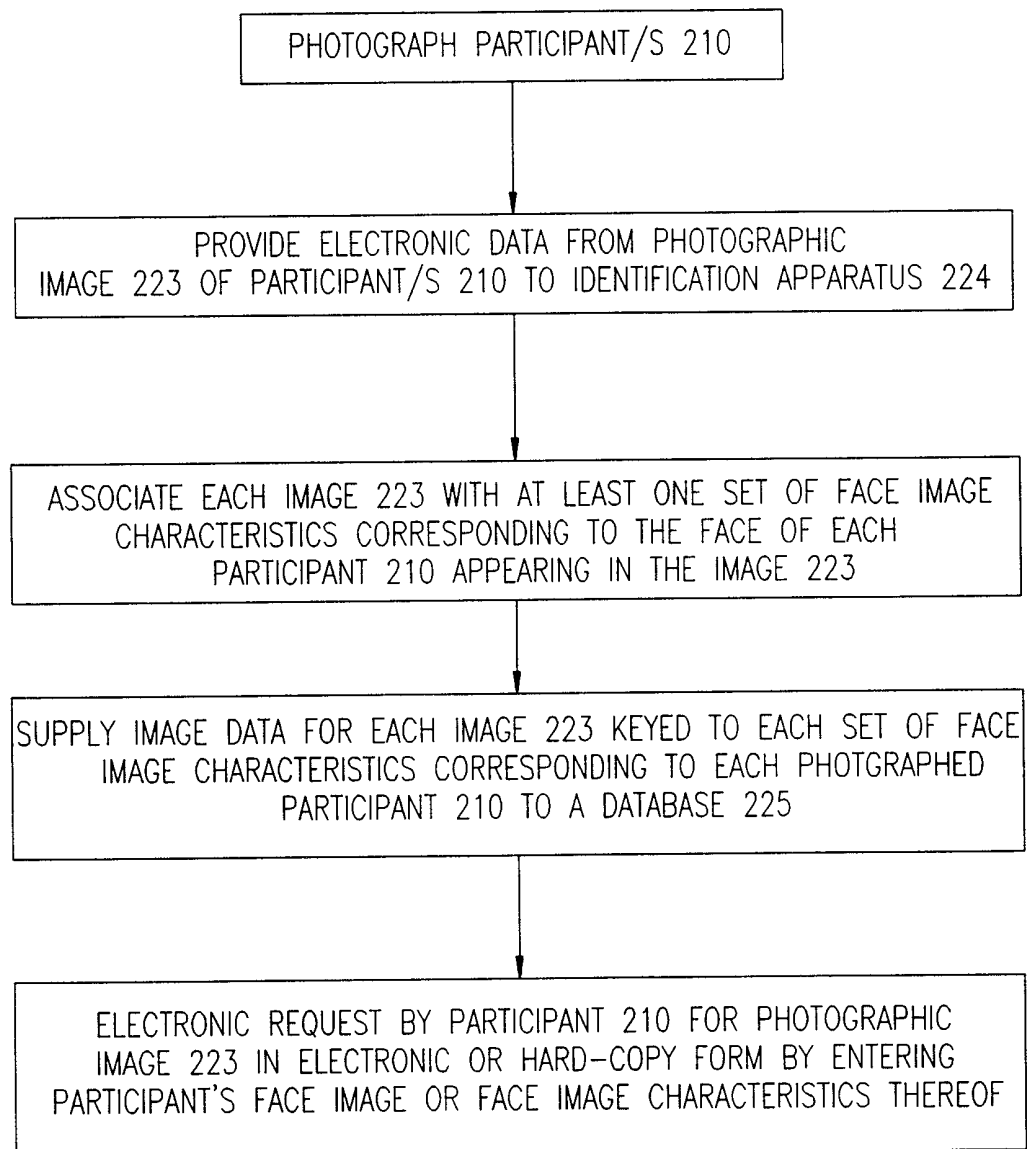 PHOTOGRAPH PARTICIPANT/S 210
PROVIDE ELECTRONIC DATA FROM PHOTOGRAPHIC
IMAGE 223 OF PARTICIPANT/S 210 TO IDENTIFICATION APPARATUS 224
ASSOCIATE EACH IMAGE 223 WITH AT LEAST ONE SET OF FACE IMAGE
CHARACTERISTICS CORRESPONDING TO THE FACE OF EACH
PARTICIPANT 210 APPEARING IN THE IMAGE 223
SUPPLY IMAGE DATA FOR EACH IMAGE 223 KEYED TO EACH SET OF FACE
IMAGE CHARACTERISTICS CORRESPONDING TO EACH PHOTGRAPHED
PARTICIPANT 210 TO A DATABASE 225
ELECTRONIC REQUEST BY PARTICIPANT 210 FOR PHOTOGRAPHIC
IMAGE 223 IN ELECTRONIC OR HARD-COPY FORM BY ENTERING
PARTICIPANT'S FACE IMAGE OR FACE IMAGE CHARACTERISTICS THEREOF